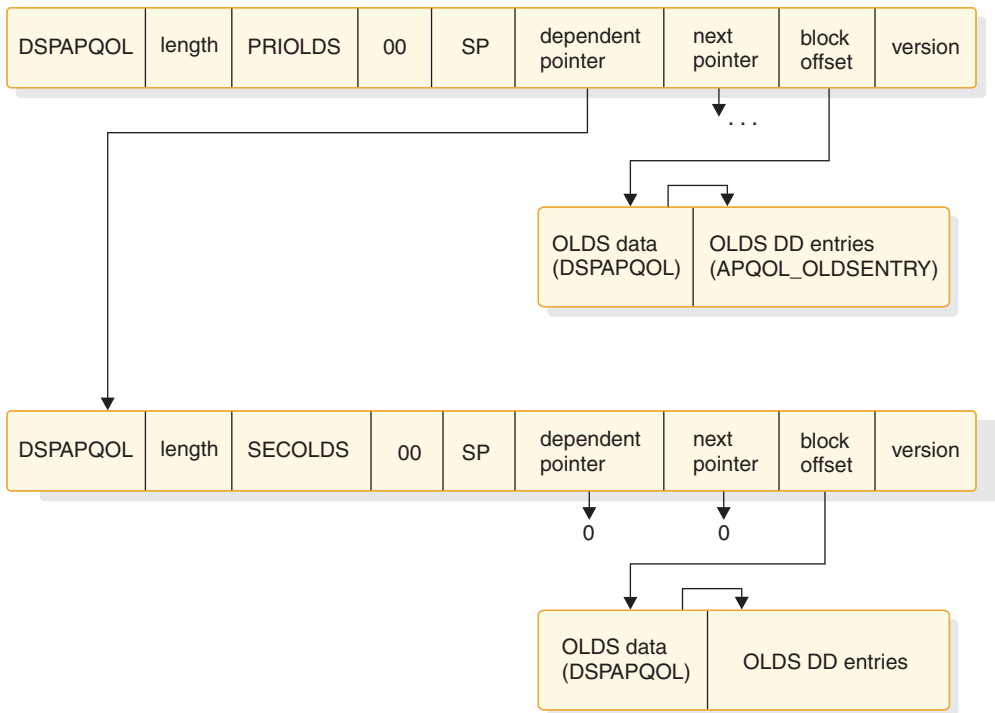 DSPAPQOL length PRIOLDS 00 SP dependent pointer next pointer block offset version
. . .
OLDS data
(DSPAPQOL)
OLDS DD entries
(APQOL_OLDSENTRY)
DSPAPQOL length SECOLDS 00 SP dependent pointer next pointer block offset version
0 0
OLDS data
(DSPAPQOL)
OLDS DD entries